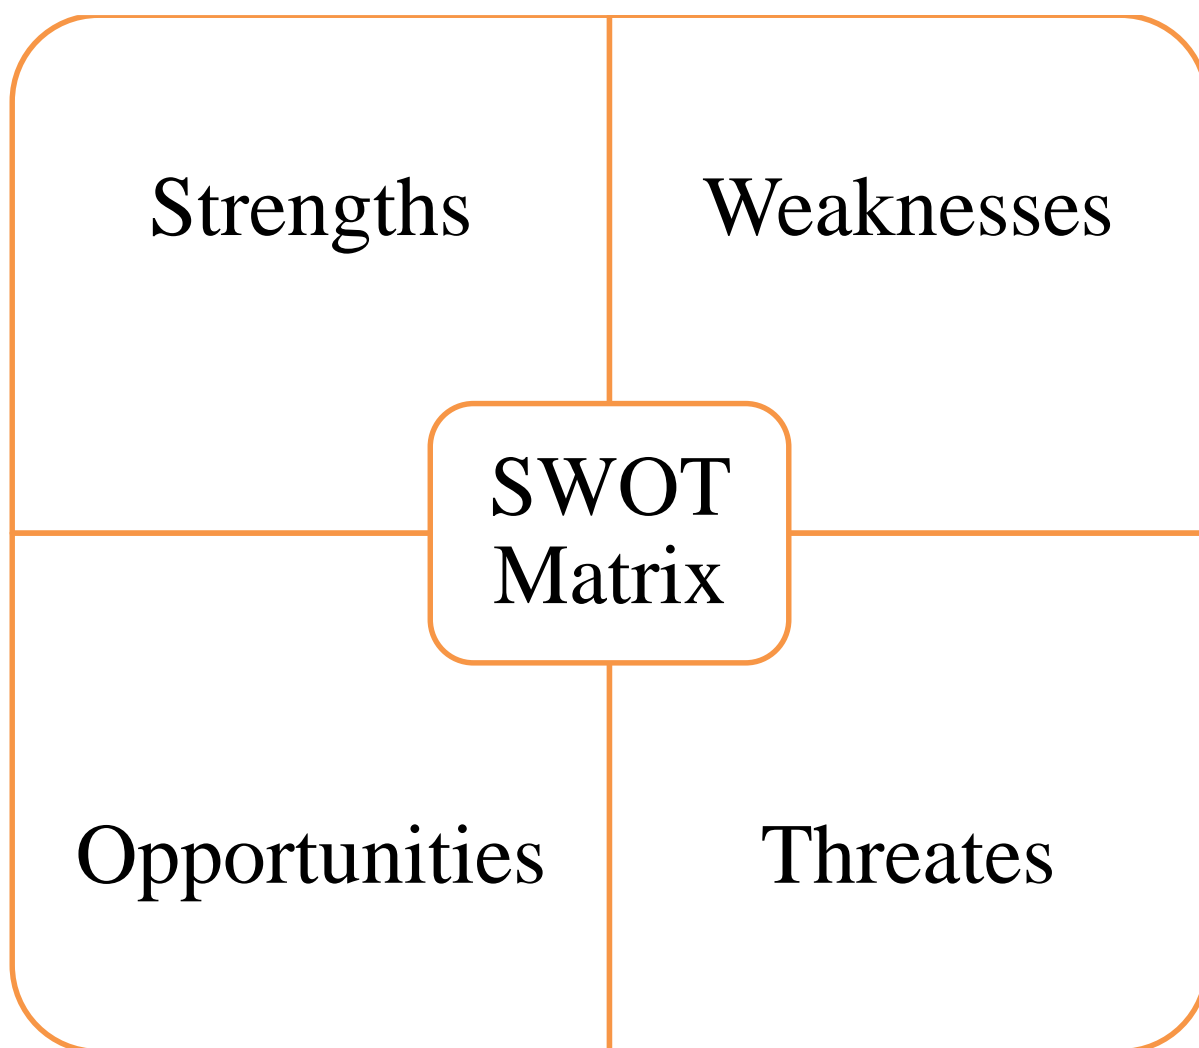 Strengths
Weaknesses
SWOT
Matrix
Opportunities
Threates